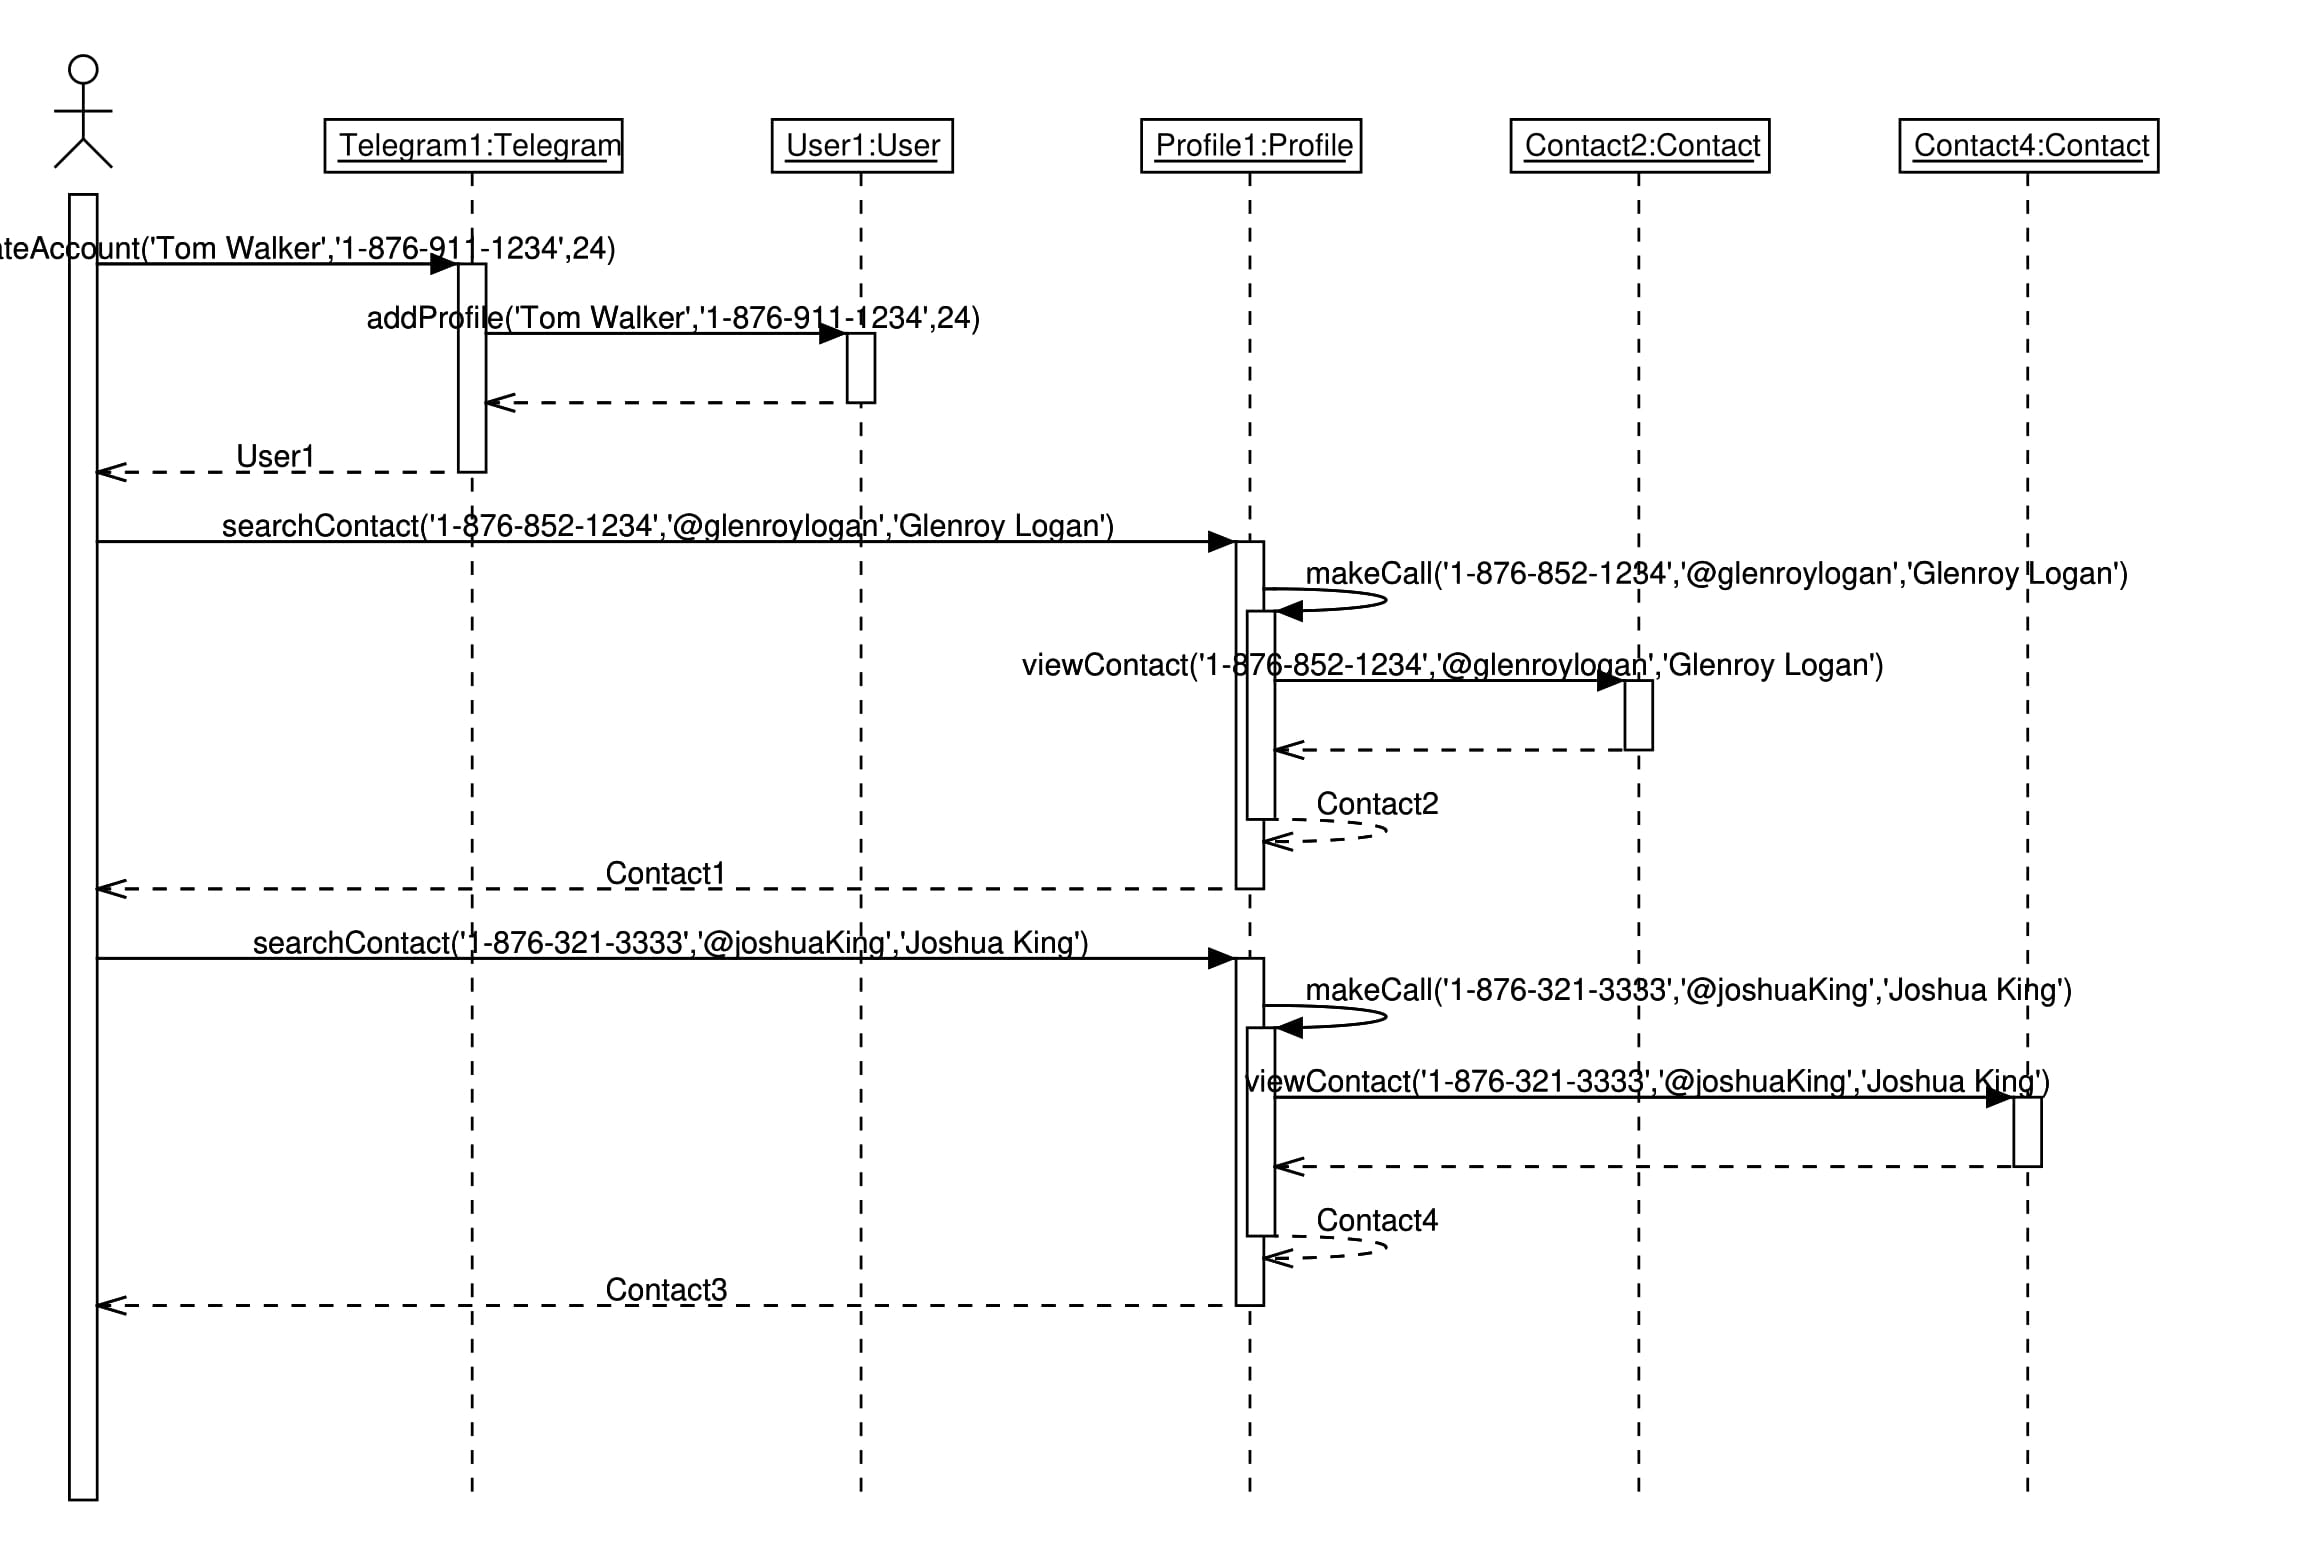 Telegram1:Telegram
User1:User
Profile1:Profile
Contact2:Contact
Contact4:Contact
ateAccount('Tom Walker','1-876-911-1234',24)
addProfile('Tom Walker','1-876-911-1234',24)
User1
searchContact('1-876-852-1234','@glenroylogan','Glenroy Logan')
makeCall('1-876-852-1234','@glenroylogan','Glenroy Logan')
viewContact('1-876-852-1234','@glenroylogan','Glenroy Logan')
Contact2
Contact1
searchContact('1-876-321-3333','@joshuaKing','Joshua King')
makeCall('1-876-321-3333','@joshuaKing','Joshua King')
viewContact('1-876-321-3333','@joshuaKing','Joshua King')
Contact4
Contact3